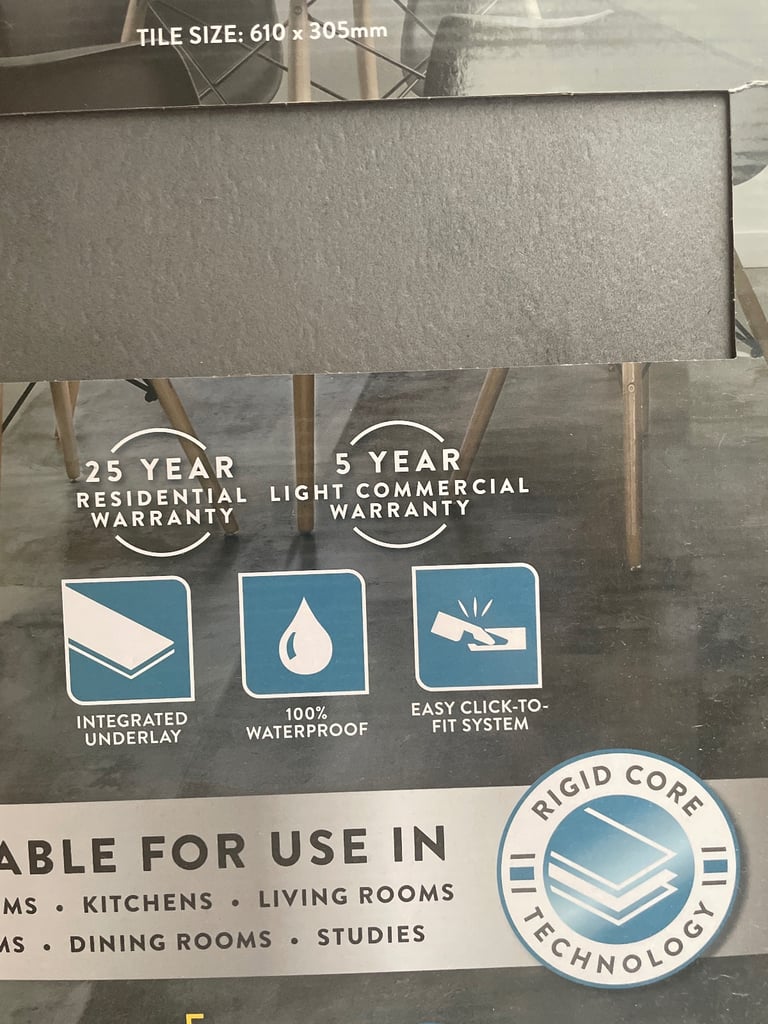 TILE SIZE: 610 x 305mm
25 YEAR
RESIDENTIAL
WARRANTY
5 YEAR
LIGHT COMMERCIAL
WARRANTY
INTEGRATED
UNDERLAY
100%
WATERPROOF
EASY CLICK-TO-
FIT SYSTEM
RIGID CORE
TECHNOLOGY
ABLE FOR USE IN
MS • KITCHENS • LIVING ROOMS
MS • DINING ROOMS • STUDIES